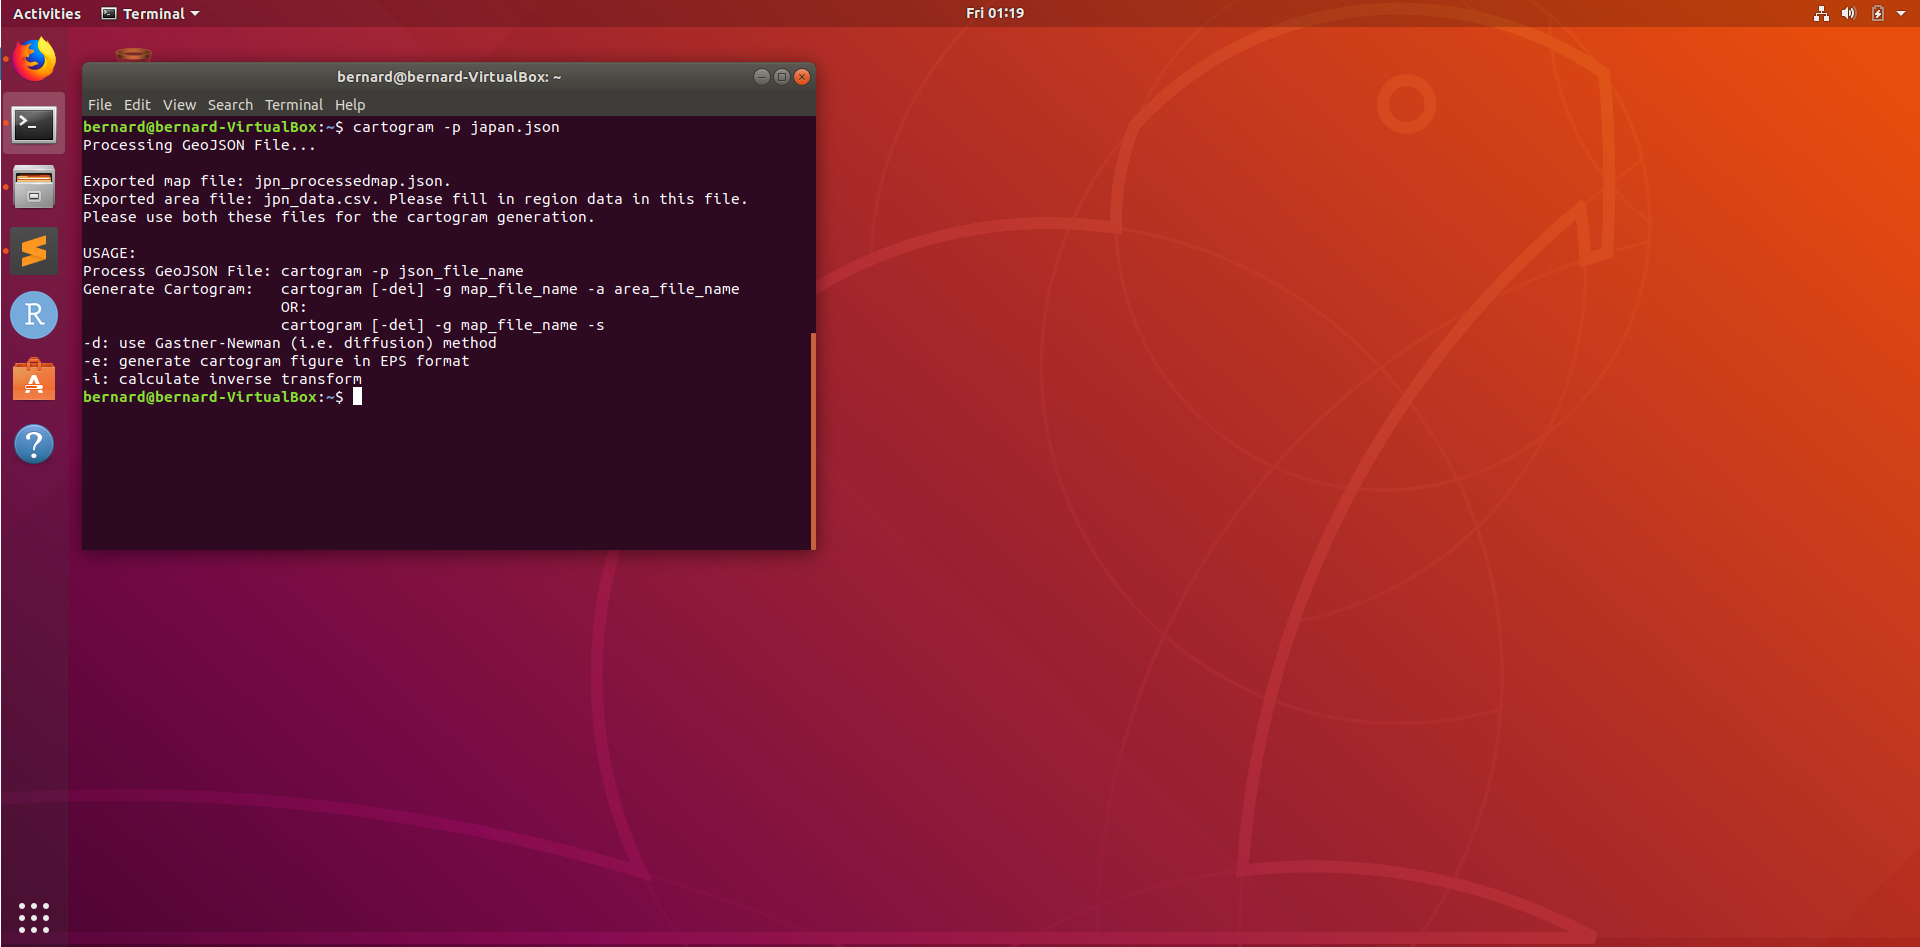 Activities Terminal Fri 01:19
bernard@bernard-VirtualBox: ~
File Edit View Search Terminal Help
bernard@bernard-VirtualBox:~$ cartogram -p japan.json
Processing GeoJSON File...
Exported map file: jpn_processedmap.json.
Exported area file: jpn_data.csv. Please fill in region data in this file.
Please use both these files for the cartogram generation.
USAGE:
Process GeoJSON File: cartogram -p json_file_name
Generate Cartogram:   cartogram [-dei] -g map_file_name -a area_file_name
OR:
cartogram [-dei] -g map_file_name -s
-d: use Gastner-Newman (i.e. diffusion) method
-e: generate cartogram figure in EPS format
-i: calculate inverse transform
bernard@bernard-VirtualBox:~$
R
A
?